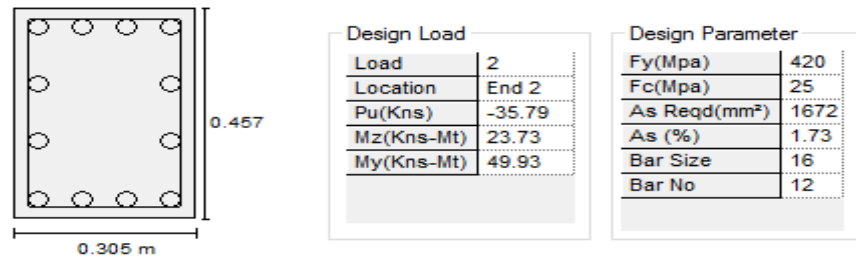 0.457
0.305 m
Design Load
Load 2
Location End 2
Pu(Kns) -35.79
Mz(Kns-Mt) 23.73
My(Kns-Mt) 49.93
Design Parameter
Fy(Mpa) 420
Fc(Mpa) 25
As Reqd(mm²) 1672
As (%) 1.73
Bar Size 16
Bar No 12